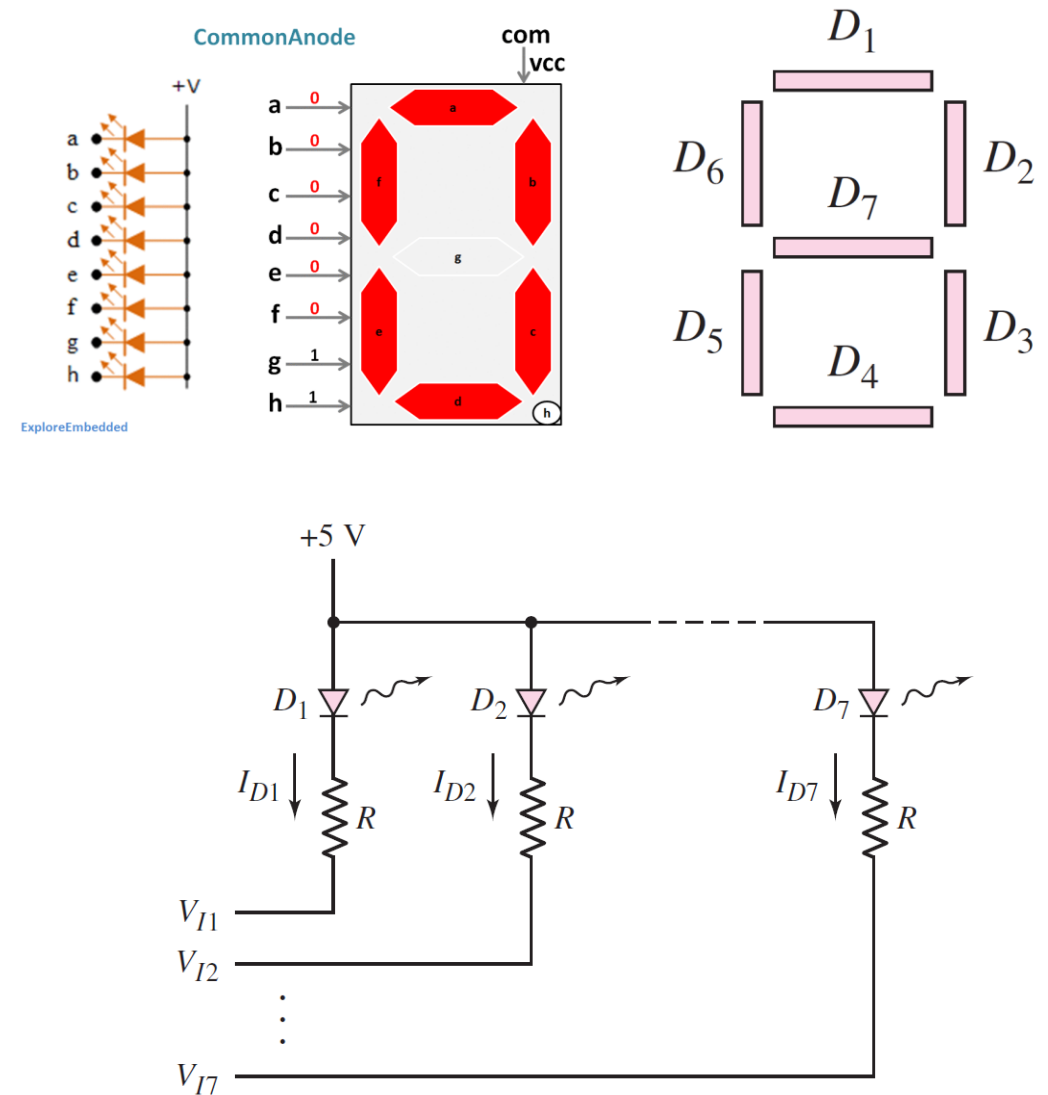 CommonAnode
com
vcc
+V
a
b
c
d
e
f
g
h
ExploreEmbedded
a 0
b 0
c 0
d 0
e 0
f 0
g 1
h 1
a
f
b
g
e
c
d
h
D1
D6
D2
D7
D5
D3
D4
+5 V
D1
D2
D7
ID1
R
ID2
R
ID7
R
VI1
VI2
VI7